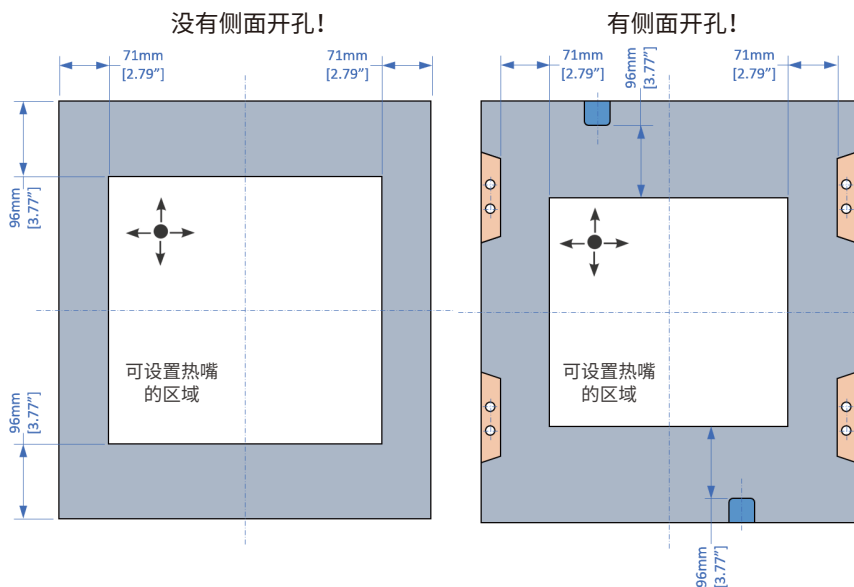 没有侧面开孔！
有侧面开孔！
71mm
[2.79”]
71mm
[2.79”]
71mm
[2.79”]
96mm
[3.77”]
71mm
[2.79”]
96mm
[3.77”]
可设置热嘴
的区域
可设置热嘴
的区域
96mm
[3.77”]
96mm
[3.77”]